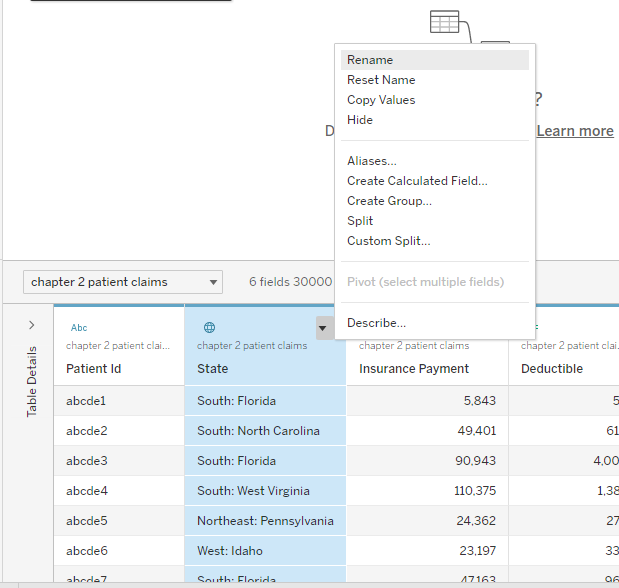 Rename
Reset Name
Copy Values
Hide
?
D
Learn more
Aliases...
Create Calculated Field...
Create Group...
Split
Custom Split...
Pivot (select multiple fields)
Describe...
chapter 2 patient claims
6 fields 30000
Table Details
Abc
chapter 2 patient clai...
chapter 2 patient claims
chapter 2 patient claims
chapter 2 patient clai.
Patient Id State Insurance Payment Deductible
abcde1 South: Florida 5,843 5
abcde2 South: North Carolina 49,401 61
abcde3 South: Florida 90,943 4,00
abcde4 South: West Virginia 110,375 1,38
abcde5 Northeast: Pennsylvania 24,362 27
abcde6 West: Idaho 23,197 33
abcde7 South: Florida 47,163 96